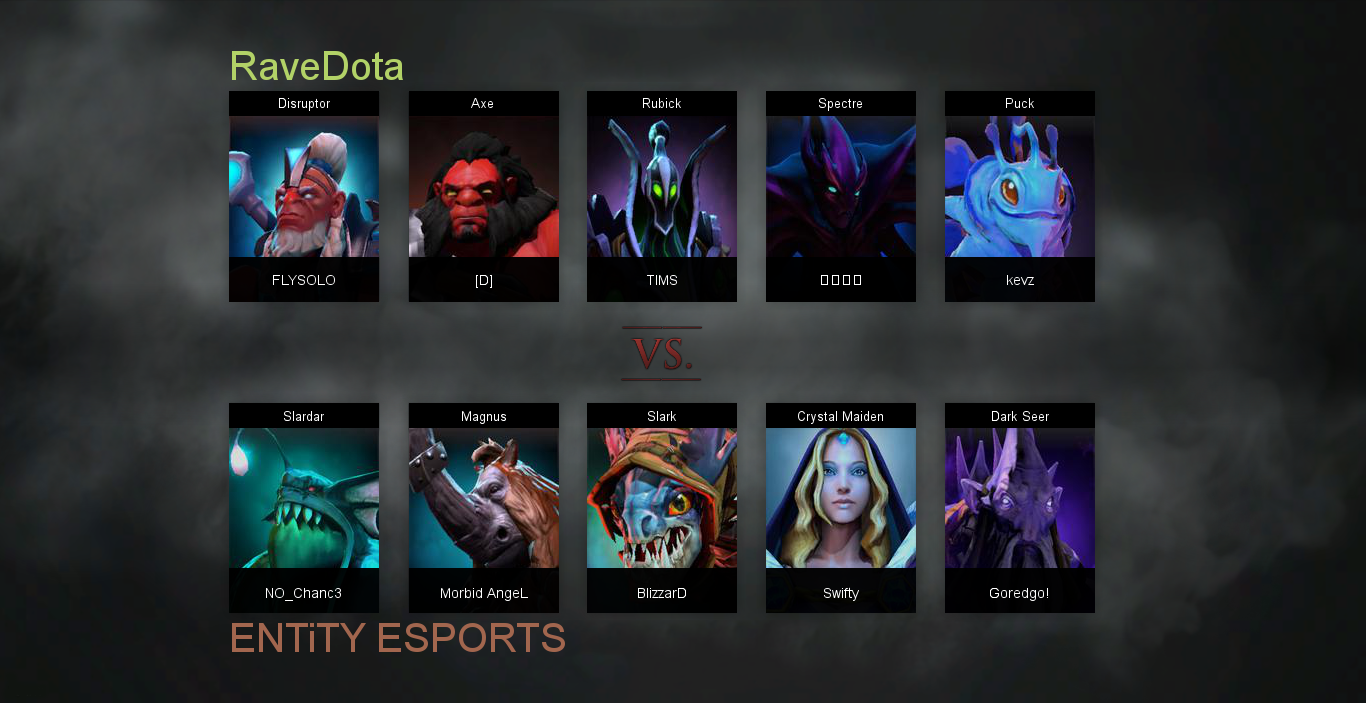 RaveDota
Disruptor
Axe
Rubick
Spectre
Puck
FLYSOLO
[D]
TIMS
kevz
VS.
Slardar
Magnus
Slark
Crystal Maiden
Dark Seer
NO_Chanc3
Morbid AngeL
BlizzarD
Swifty
Goredgo!
ENTiTY ESPORTS